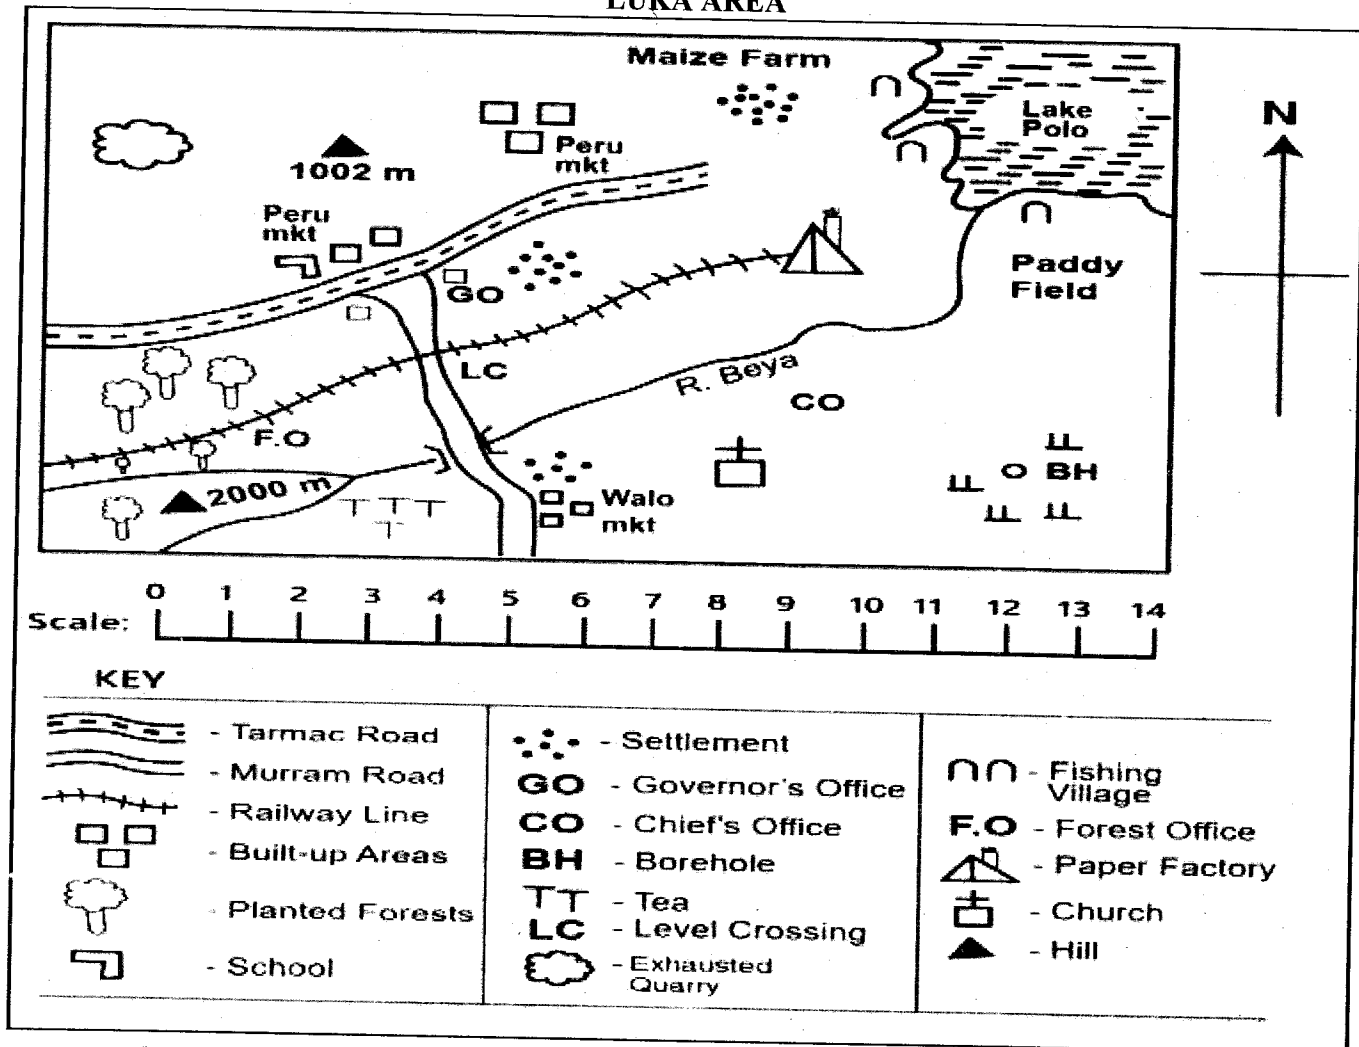 LUKA AREA
Maize Farm
Lake
Polo
N
Peru
mkt
1002 m
Peru
mkt
GO
Paddy
Field
LC
R. Beya
CO
F.O
2000 m
BH
Walo
mkt
0 1 2 3 4 5 6 7 8 9 10 11 12 13 14
Scale:
KEY
- Tarmac Road
- Murram Road
- Railway Line
- Built-up Areas
- Planted Forests
- School
- Settlement
GO - Governor's Office
CO - Chief's Office
BH - Borehole
TT - Tea
LC - Level Crossing
- Exhausted
Quarry
- Fishing
Village
F.O - Forest Office
- Paper Factory
- Church
- Hill